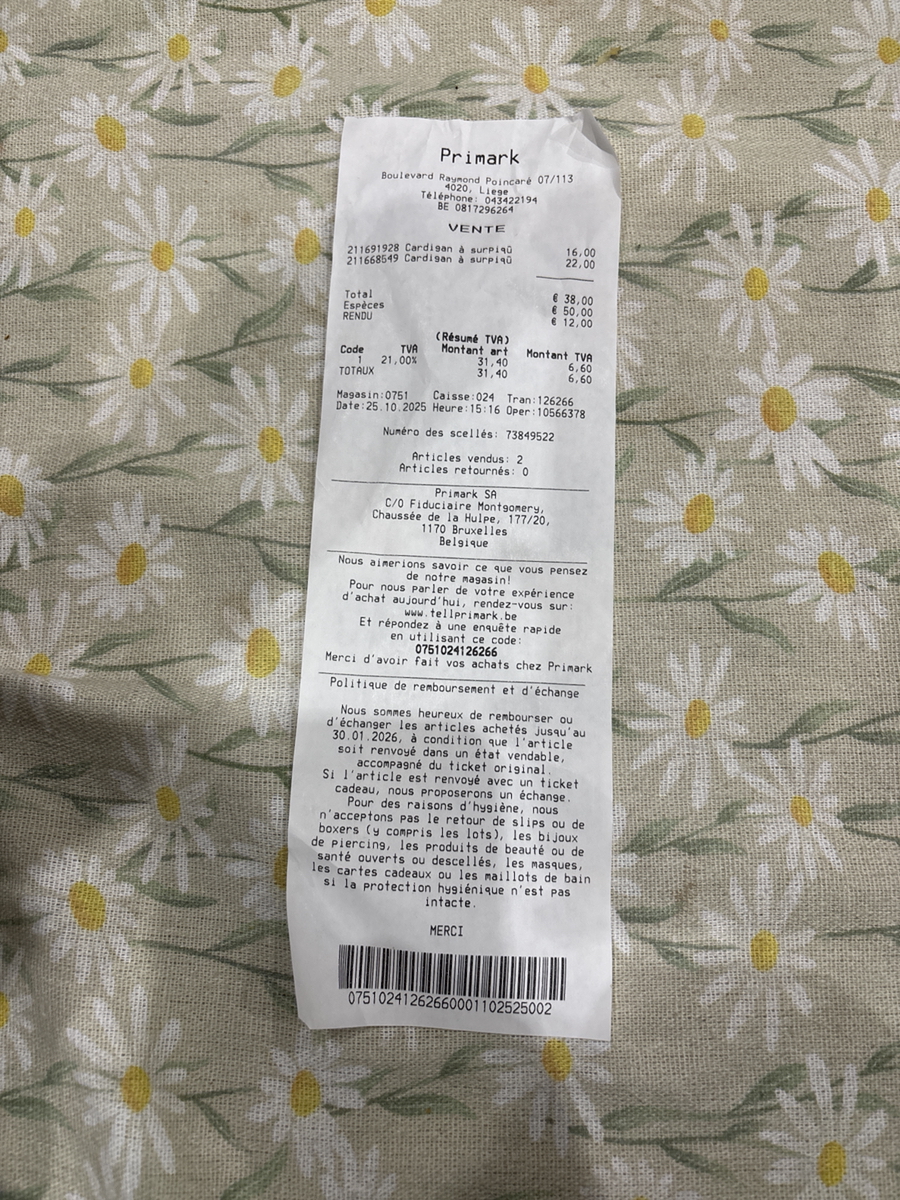 Primark
Boulevard Raymond Poincaré 07/113
4020, Liege
Téléphone: 043422194
BE 0817296264
VENTE
211691928 Cardigan à surpiqû 16,00
211668549 Cardigan à surpiqû 22,00
Total € 38,00
Espèces € 50,00
RENDU € 12,00
(Résumé TVA)
Code TVA Montant art Montant TVA
1 21,00% 31,40 6,60
TOTAUX 31,40 6,60
Magasin:0751 Caisse:024 Tran:126266
Date:25.10.2025 Heure:15:16 Oper:10566378
Numéro des scellés: 73849522
Articles vendus: 2
Articles retournés: 0
Primark SA
C/O Fiduciaire Montgomery,
Chaussée de la Hulpe, 177/20,
1170 Bruxelles
Belgique
Nous aimerions savoir ce que vous pensez
de notre magasin!
Pour nous parler de votre expérience
d'achat aujourd'hui, rendez-vous sur:
www.tellprimark.be
Et répondez à une enquête rapide
en utilisant ce code:
0751024126266
Merci d'avoir fait vos achats chez Primark
Politique de remboursement et d'échange
Nous sommes heureux de rembourser ou
d'échanger les articles achetés jusqu'au
30.01.2026, à condition que l'article
soit renvoyé dans un état vendable,
accompagné du ticket original.
Si l'article est renvoyé avec un ticket
cadeau, nous proposerons un échange.
Pour des raisons d'hygiène, nous
n'acceptons pas le retour de slips ou de
boxers (y compris les lots), les bijoux
de piercing, les produits de beauté ou de
santé ouverts ou descellés, les masques,
les cartes cadeaux ou les maillots de bain
si la protection hygiénique n'est pas
intacte.
MERCI
07510241262660001102525002